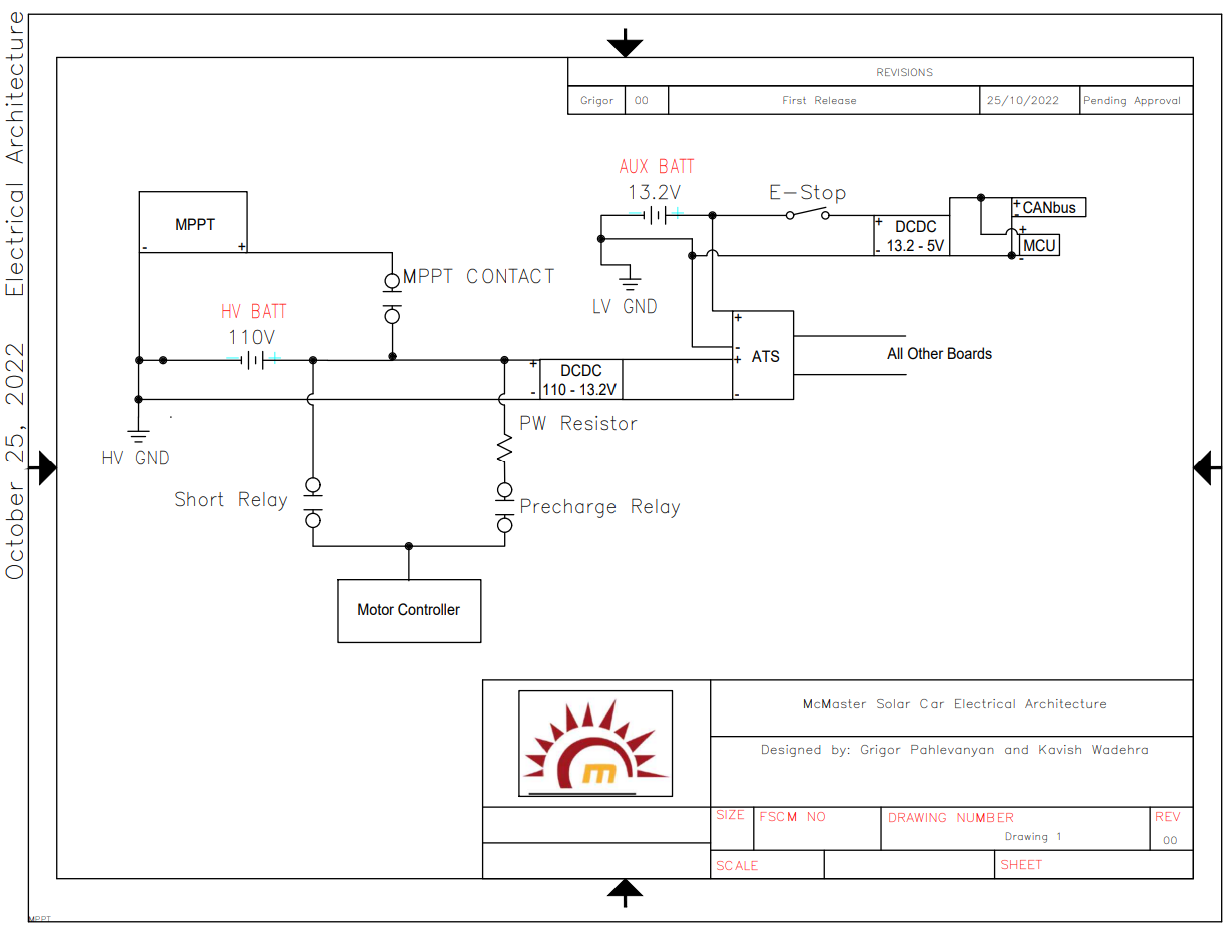 October 25, 2022 Electrical Architecture
REVISIONS
Grigor 00 First Release 25/10/2022 Pending Approval
AUX BATT
13.2V
E-Stop
+ CANbus
-
+
MCU
-
+ DCDC
- 13.2 - 5V
MPPT
- +
MPPT CONTACT
LV GND
HV BATT
110V
- +
- +
+
-
+ ATS
-
All Other Boards
+ DCDC
- 110 - 13.2V
PW Resistor
HV GND
Short Relay
Precharge Relay
Motor Controller
m
McMaster Solar Car Electrical Architecture
Designed by: Grigor Pahlevanyan and Kavish Wadehra
SIZE FSCM NO DRAWING NUMBER REV
Drawing 1 00
SCALE SHEET
MPPT